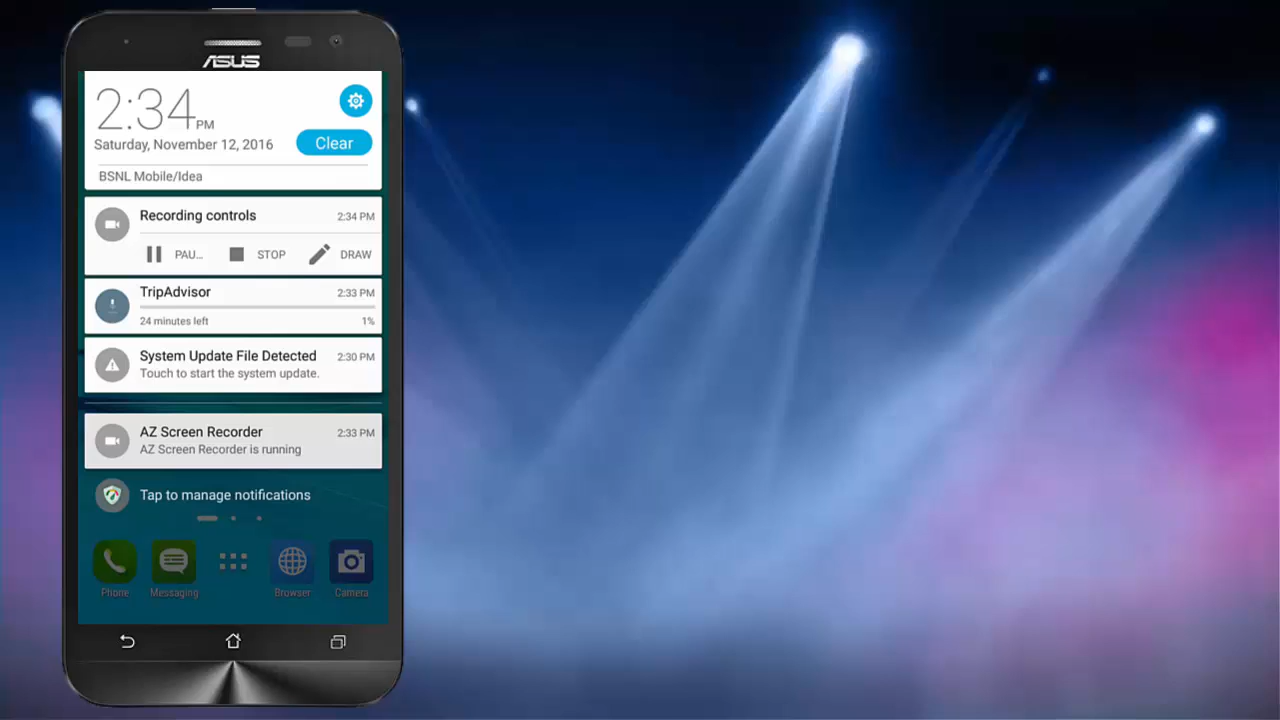 ASUS
2:34 PM
Saturday, November 12, 2016
Clear
BSNL Mobile/Idea
Recording controls 2:34 PM
PAU... STOP DRAW
TripAdvisor 2:33 PM
24 minutes left 1%
System Update File Detected 2:30 PM
Touch to start the system update.
AZ Screen Recorder 2:33 PM
AZ Screen Recorder is running
Tap to manage notifications
Phone Messaging Browser Camera